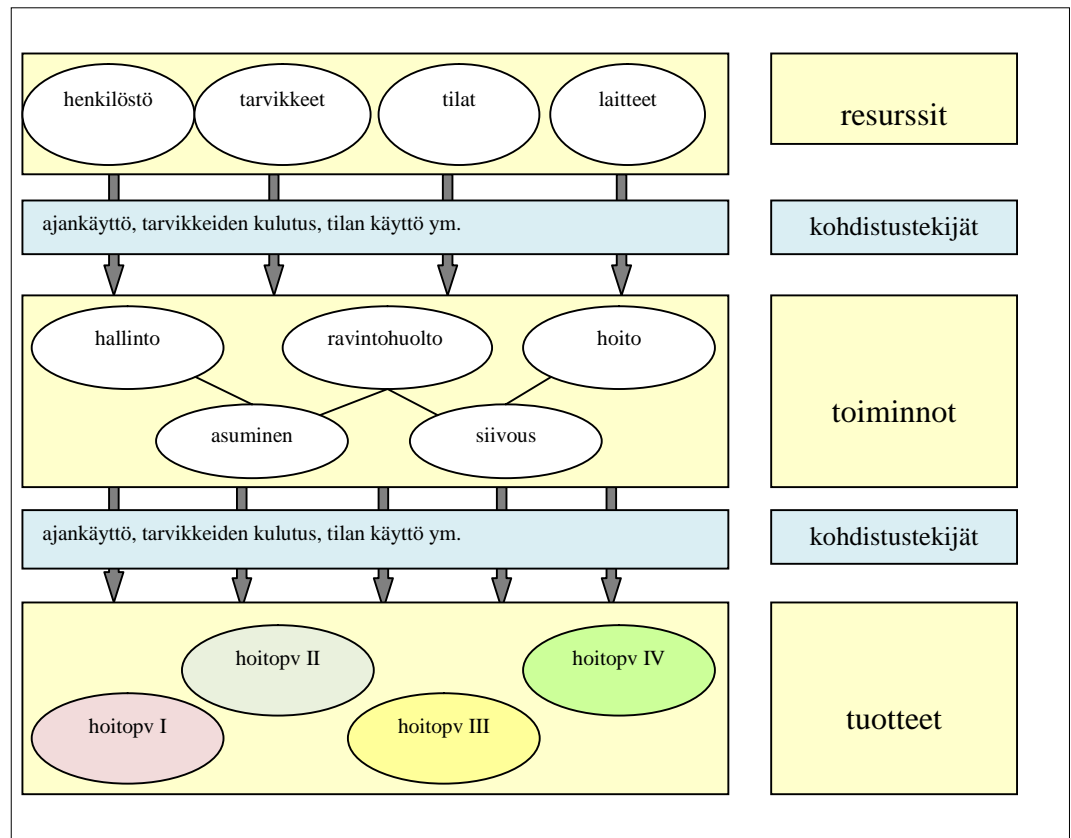 henkilöstö
tarvikkeet
tilat
laitteet
resurssit
ajankäyttö, tarvikkeiden kulutus, tilan käyttö ym.
kohdistustekijät
hallinto
ravintohuolto
hoito
asuminen
siivous
toiminnot
ajankäyttö, tarvikkeiden kulutus, tilan käyttö ym.
kohdistustekijät
hoitopv II
hoitopv IV
hoitopv I
hoitopv III
tuotteet